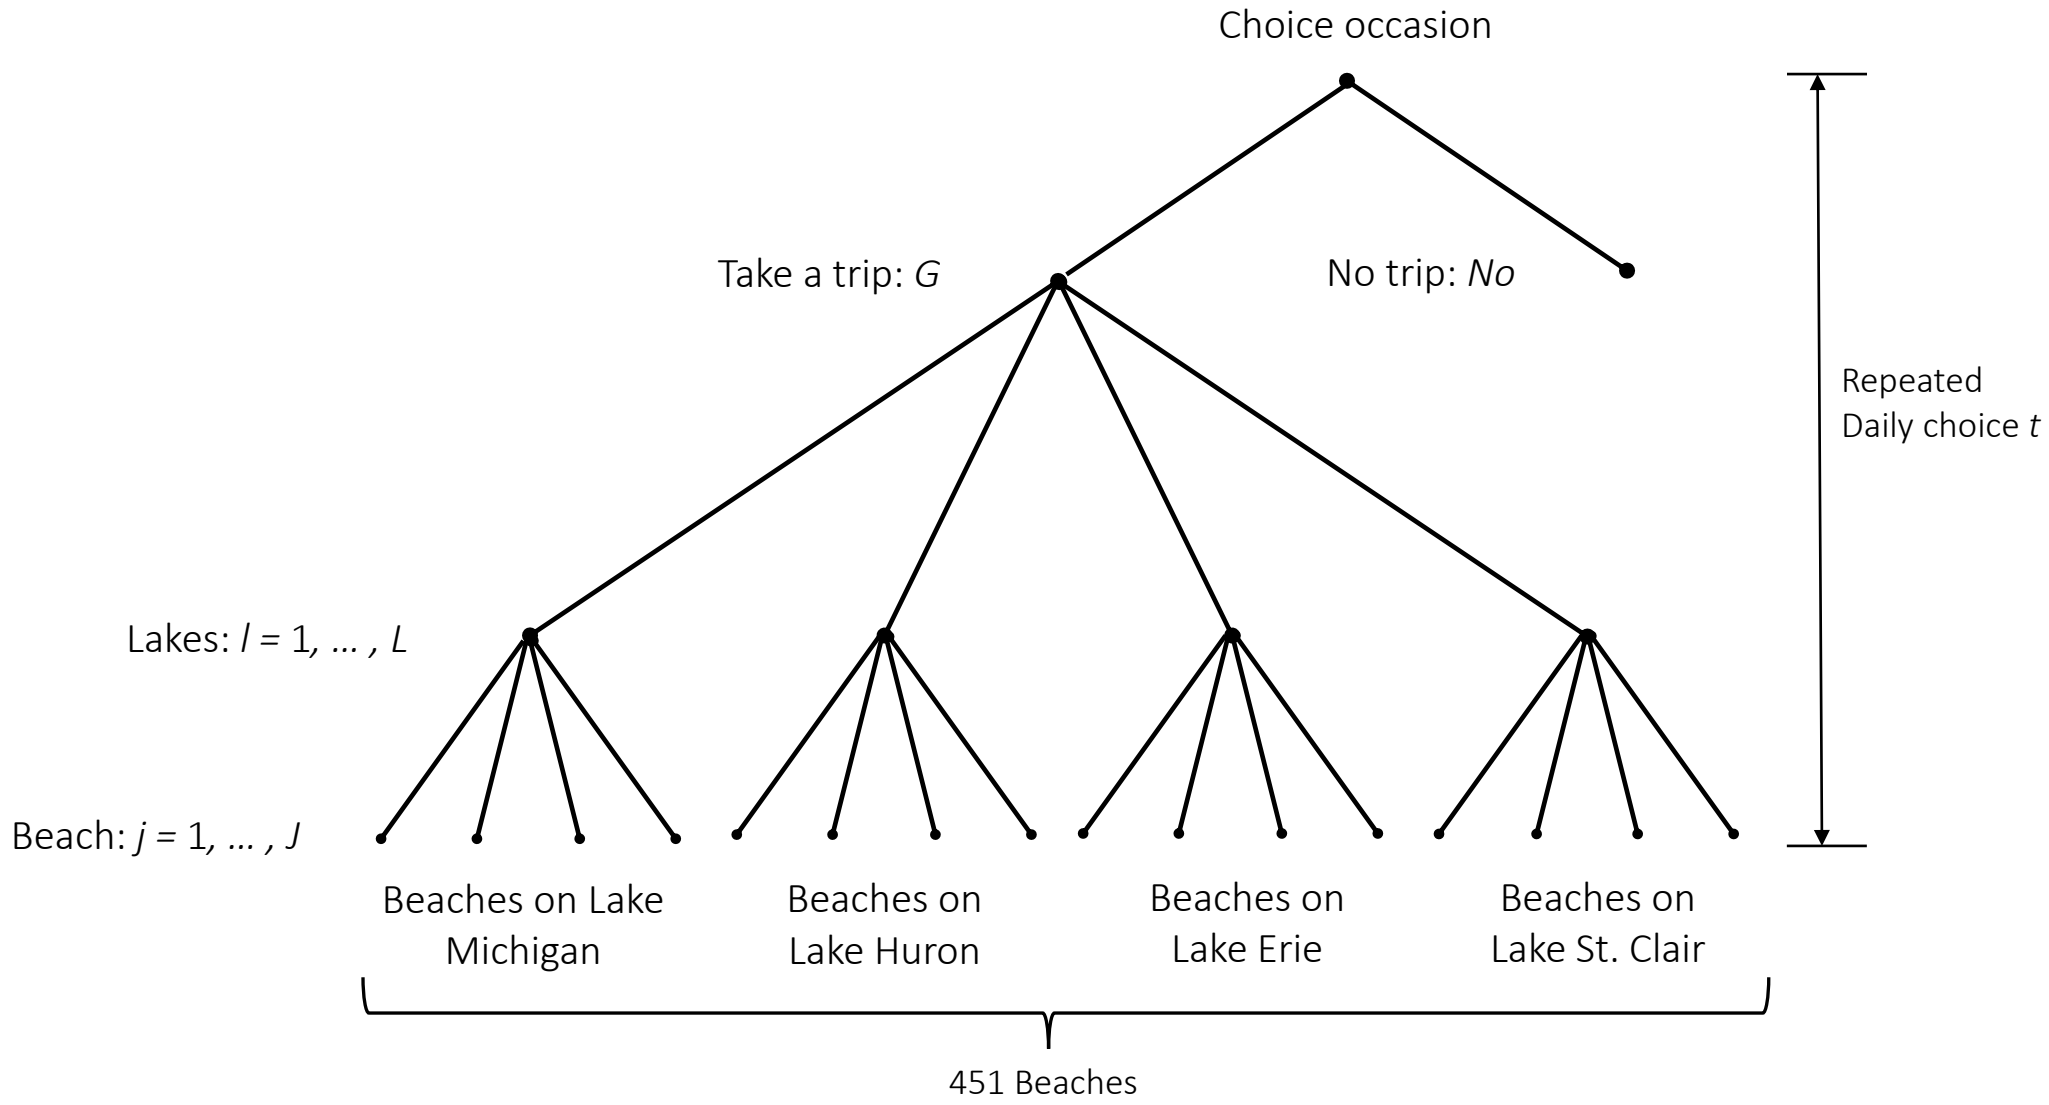 Choice occasion
Take a trip: G
No trip: No
Repeated
Daily choice t
Lakes: l = 1, ... , L
Beach: j = 1, ... , J
Beaches on Lake
Michigan
Beaches on
Lake Huron
Beaches on
Lake Erie
Beaches on
Lake St. Clair
451 Beaches